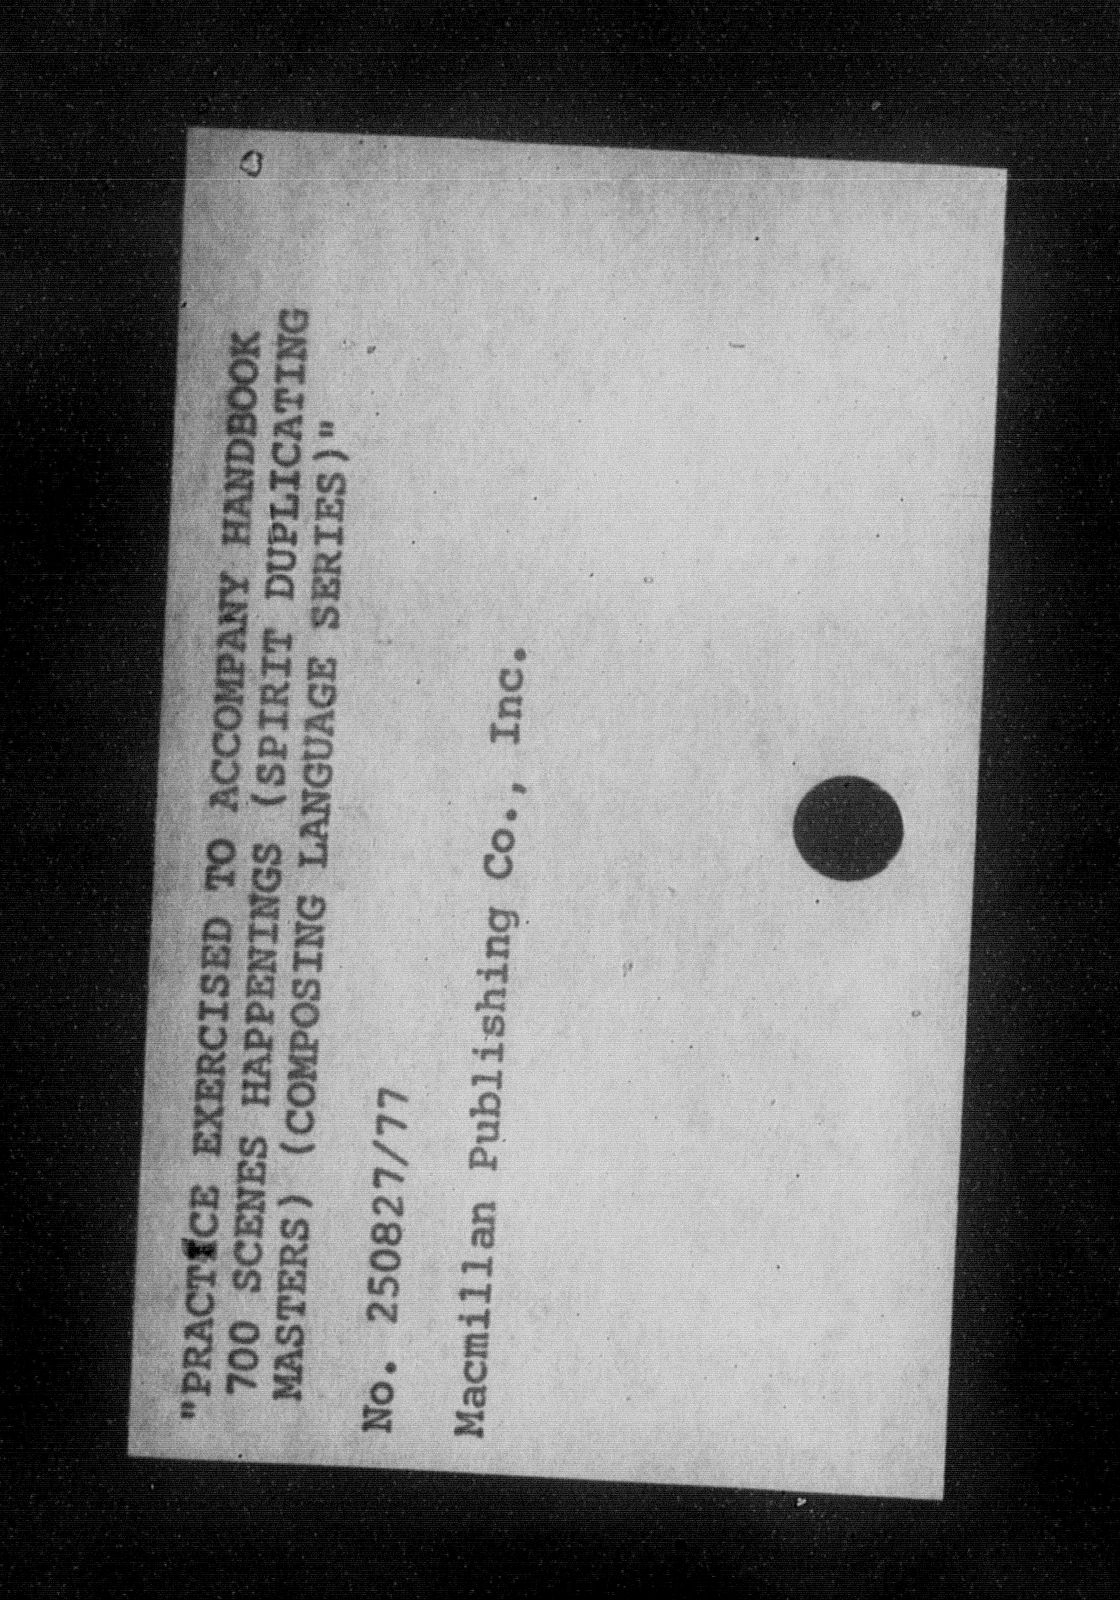 "PRACTICE EXERCISED TO ACCOMPANY HANDBOOK
700 SCENES HAPPENINGS (SPIRIT DUPLICATING
MASTERS) (COMPOSING LANGUAGE SERIES)"
No. 250827/77
Macmillan Publishing Co., Inc.